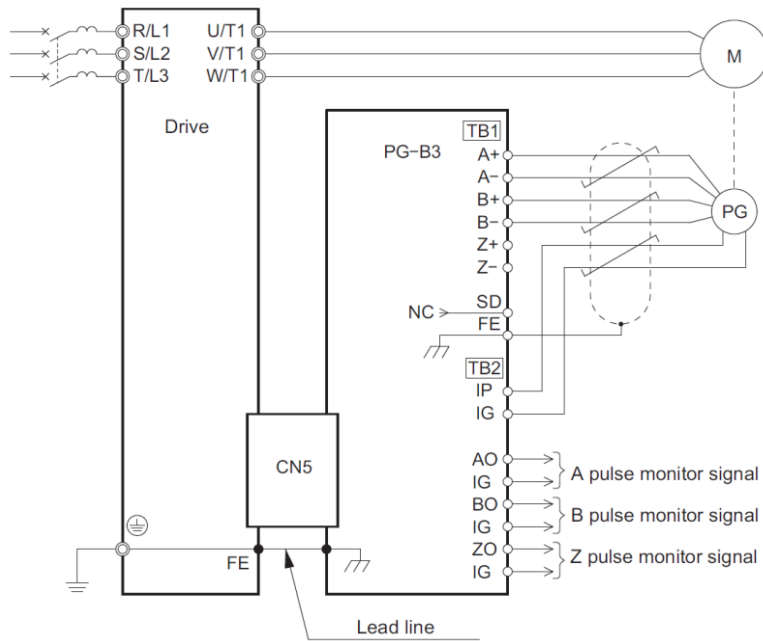 R/L1 U/T1
S/L2 V/T1
T/L3 W/T1
M
Drive
TB1
PG-B3
A+
A−
B+
B−
Z+
Z−
PG
NC SD
FE
TB2
IP
IG
CN5
AO
IG
A pulse monitor signal
BO
IG
B pulse monitor signal
ZO
IG
Z pulse monitor signal
FE
Lead line